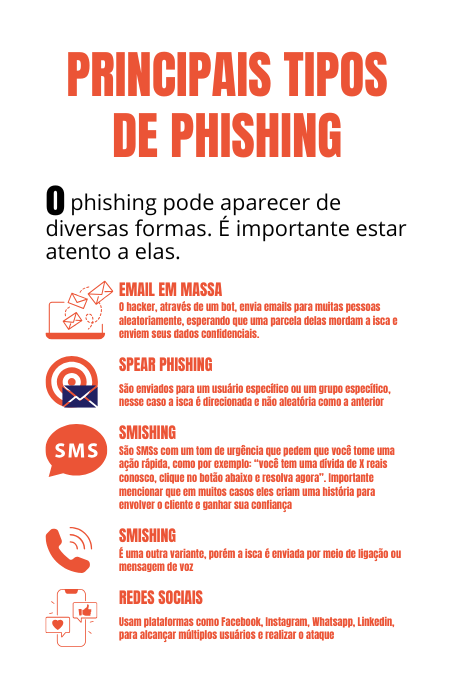 PRINCIPAIS TIPOS
DE PHISHING
O phishing pode aparecer de
diversas formas. É importante estar
atento a elas.
EMAIL EM MASSA
O hacker, através de um bot, envia emails para muitas pessoas
aleatoriamente, esperando que uma parcela delas mordam a isca e
enviem seus dados confidenciais.
SPEAR PHISHING
São enviados para um usuário específico ou um grupo específico,
nesse caso a isca é direcionada e não aleatória como a anterior
SMS
SMISHING
São SMSs com um tom de urgência que pedem que você tome uma
ação rápida, como por exemplo: “você tem uma dívida de X reais
conosco, clique no botão abaixo e resolva agora”. Importante
mencionar que em muitos casos eles criam uma história para
envolver o cliente e ganhar sua confiança
SMISHING
É uma outra variante, porém a isca é enviada por meio de ligação ou
mensagem de voz
REDES SOCIAIS
Usam plataformas como Facebook, Instagram, Whatsapp, Linkedin,
para alcançar múltiplos usuários e realizar o ataque